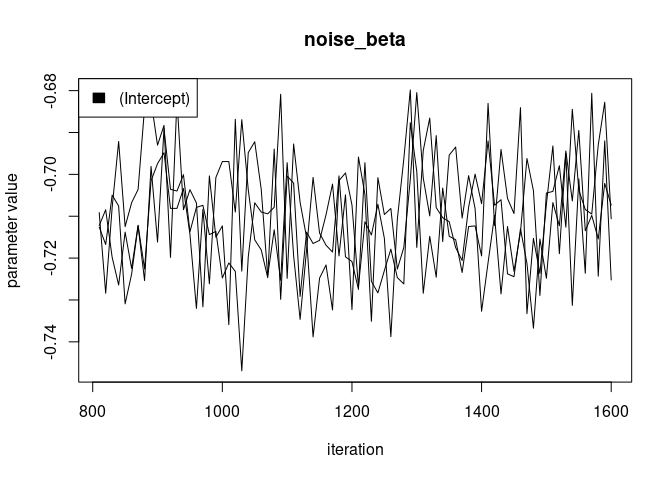 noise_beta
(Intercept)
parameter value
-0.68
-0.70
-0.72
-0.74
800 1000 1200 1400 1600
iteration